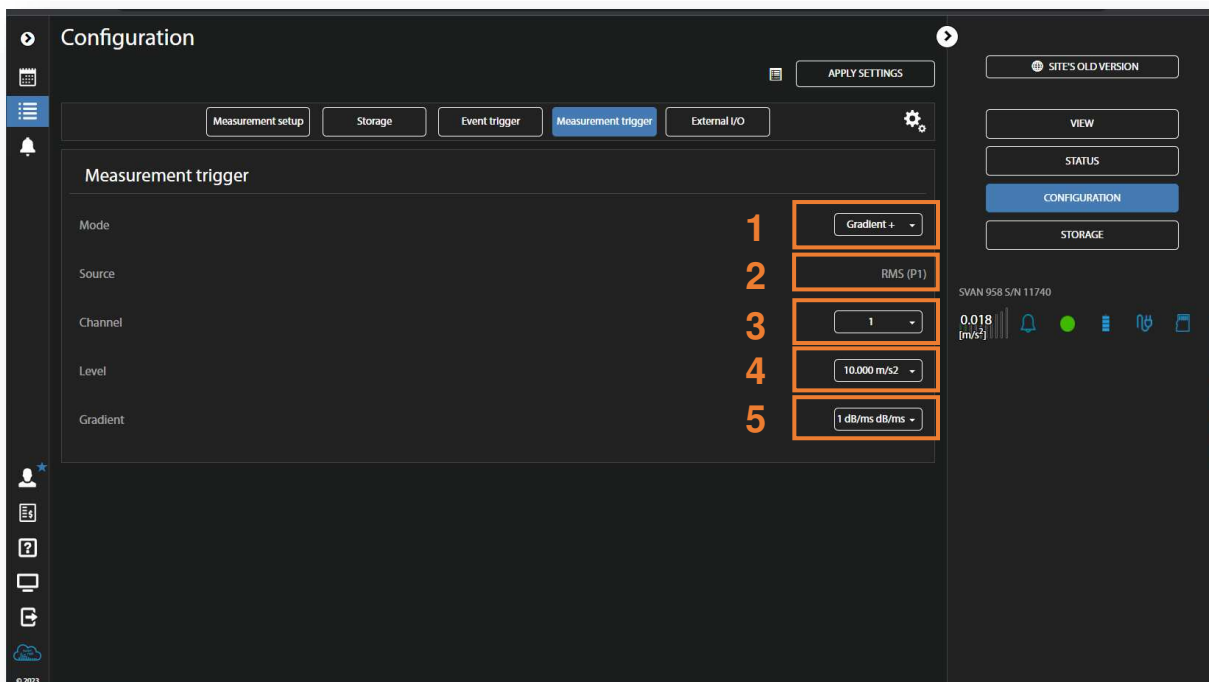 Configuration
APPLY SETTINGS
Measurement setup
Storage
Event trigger
Measurement trigger
External I/O
Measurement trigger
Mode
1
Gradient +
Source
2
RMS (P1)
Channel
3
1
Level
4
10.000 m/s2
Gradient
5
1 dB/ms dB/ms
SITE'S OLD VERSION
VIEW
STATUS
CONFIGURATION
STORAGE
SVAN 958 S/N 11740
0.018
[m/s²]
© 2023